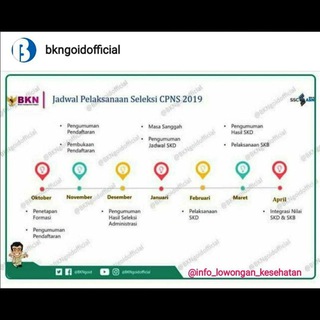 bkngoidofficial
BKN
Jadwal Pelaksanaan Seleksi CPNS 2019
• Pengumuman
Pendaftaran
• Pembukaan
Pendaftaran
• Masa Sanggah
• Pengumuman
Jadwal SKD
• Pengumuman
Hasil SKD
• Pelaksanaan SKB
Oktober
November
Desember
Januari
Februari
Maret
April
• Penetapan
Formasi
• Pengumuman
Pendaftaran
• Pengumuman
Hasil Seleksi
Administrasi
• Pelaksanaan
SKD
• Integrasi Nilai
SKD & SKB
@info_lowongan_kesehatan